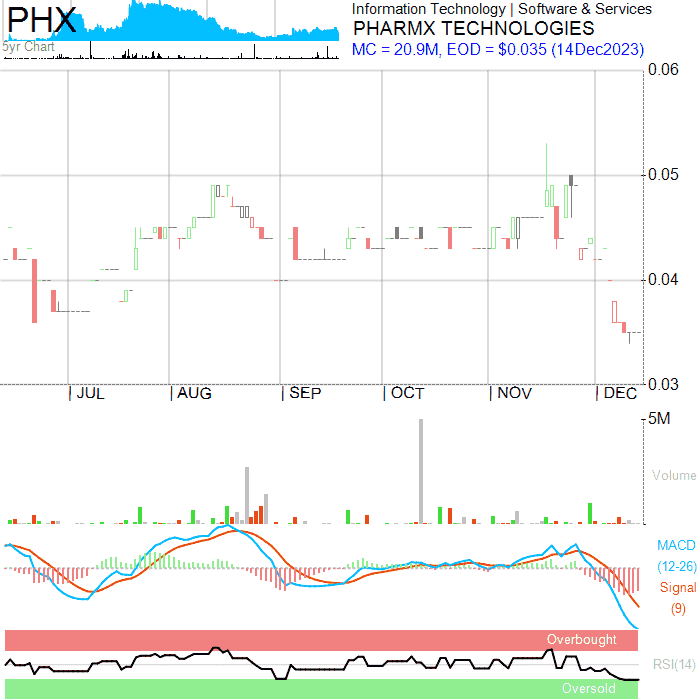 PHX
Information Technology | Software & Services
PHARMX TECHNOLOGIES
5yr Chart
MC = 20.9M, EOD = $0.035 (14Dec2023)
0.06
0.05
0.04
0.03
| JUL | AUG | SEP | OCT | NOV | DEC
5M
Volume
MACD
(12-26)
Signal
(9)
Overbought
RSI(14)
Oversold